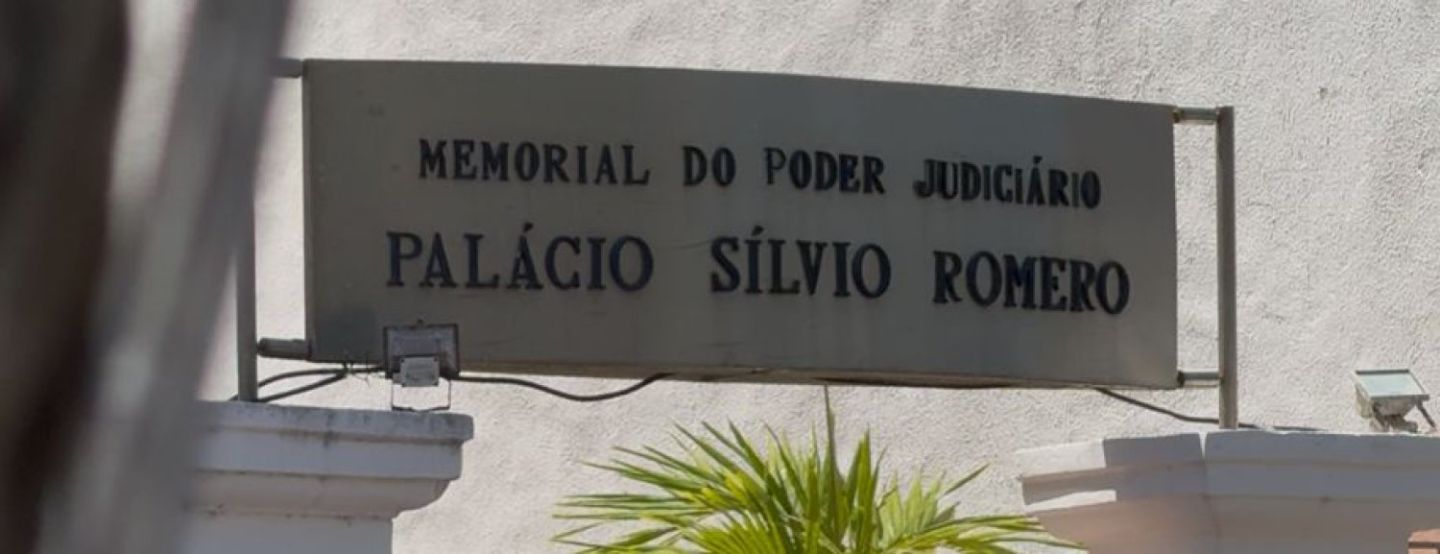 MEMORIAL DO PODER JUDICIÁRIO
PALÁCIO SÍLVIO ROMERO